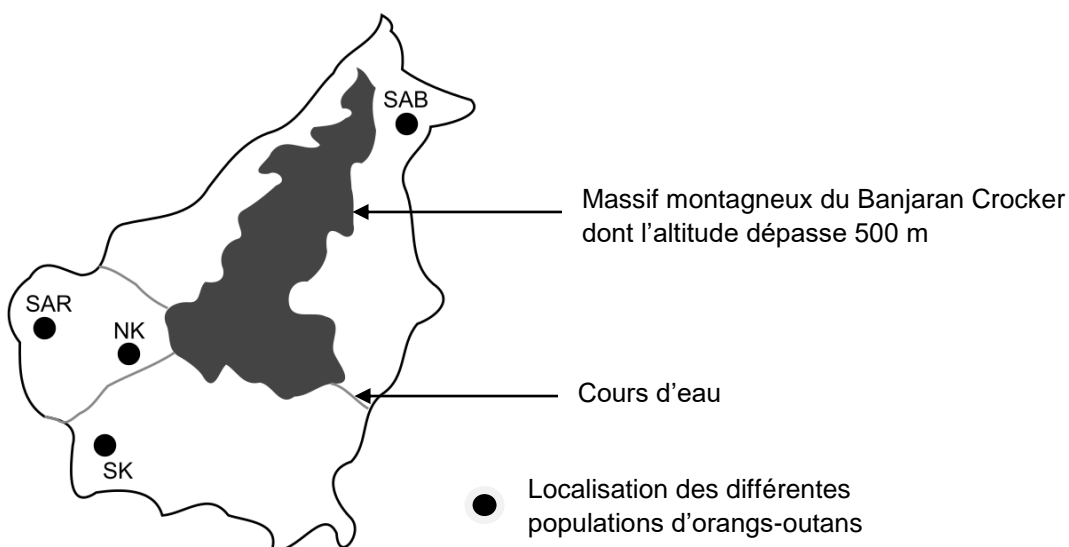 SAB
Massif montagneux du Banjaran Crocker
dont l’altitude dépasse 500 m
SAR
NK
Cours d’eau
SK
Localisation des différentes
populations d’orangs-outans